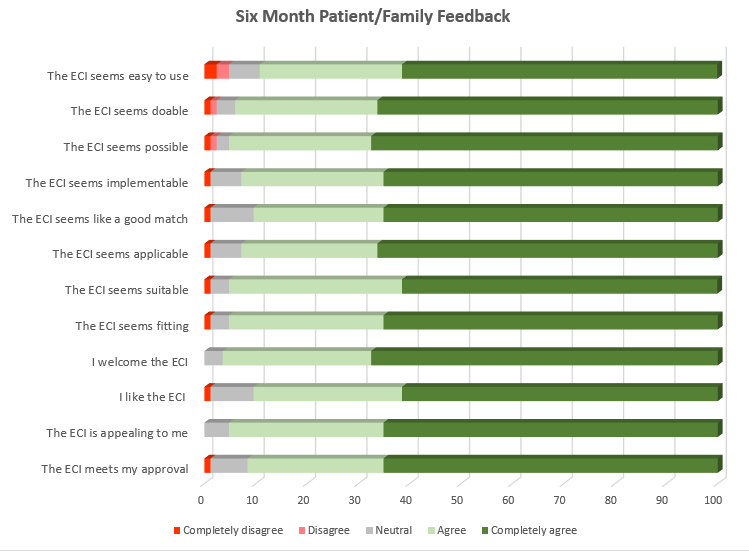 Six Month Patient/Family Feedback
The ECI seems easy to use
The ECI seems doable
The ECI seems possible
The ECI seems implementable
The ECI seems like a good match
The ECI seems applicable
The ECI seems suitable
The ECI seems fitting
I welcome the ECI
I like the ECI
The ECI is appealing to me
The ECI meets my approval
0 10 20 30 40 50 60 70 80 90 100
Completely disagree Disagree Neutral Agree Completely agree